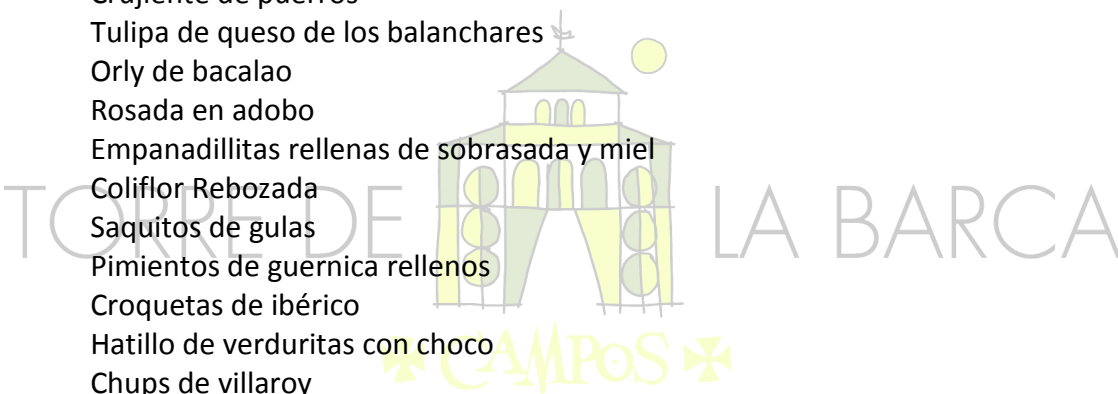 Crujiente de puerros
Tulipa de queso de los balanchares
Orly de bacalao
Rosada en adobo
Empanadillitas rellenas de sobrasada y miel
Coliflor Rebozada
TORRE DE LA BARCA
Saquitos de gulas
Pimientos de guernica rellenos
Croquetas de ibérico
Hatillo de verduritas con choco
CAMPOS
Chups de villaroy